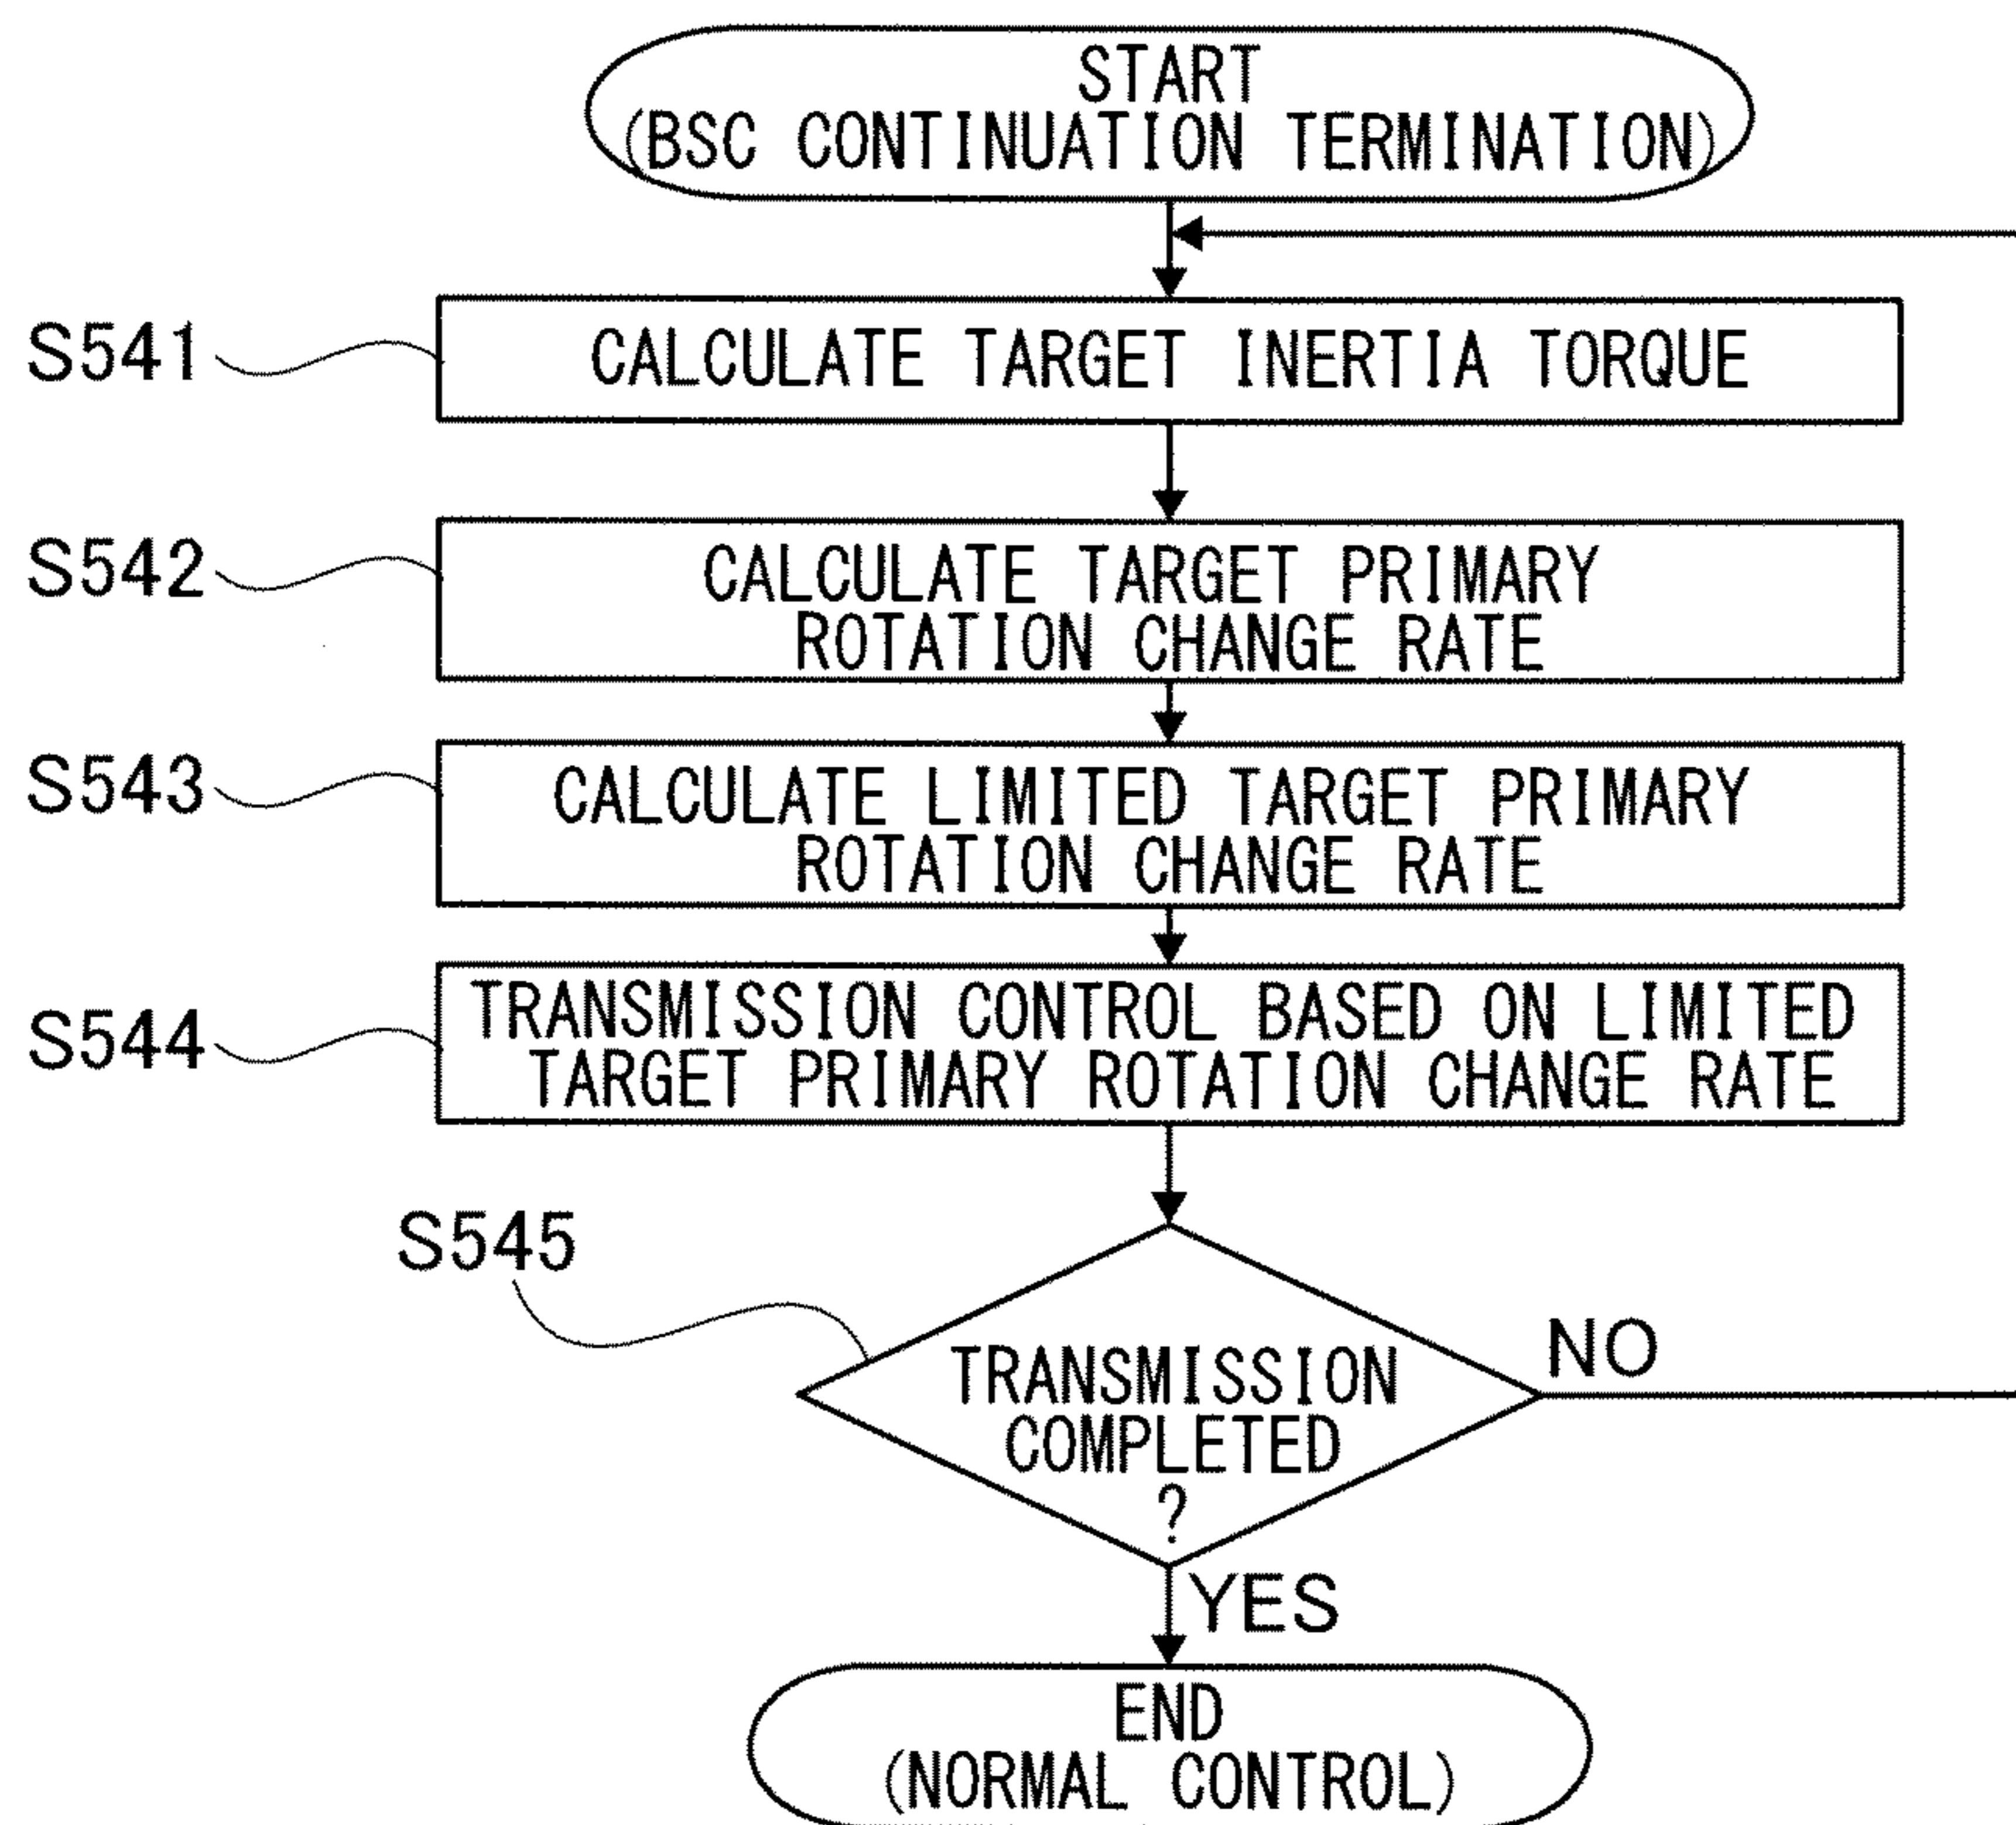 START
(BSC CONTINUATION TERMINATION)
S541
CALCULATE TARGET INERTIA TORQUE
S542
CALCULATE TARGET PRIMARY
ROTATION CHANGE RATE
S543
CALCULATE LIMITED TARGET PRIMARY
ROTATION CHANGE RATE
S544
TRANSMISSION CONTROL BASED ON LIMITED
TARGET PRIMARY ROTATION CHANGE RATE
S545
TRANSMISSION
COMPLETED
?
NO
YES
END
(NORMAL CONTROL)